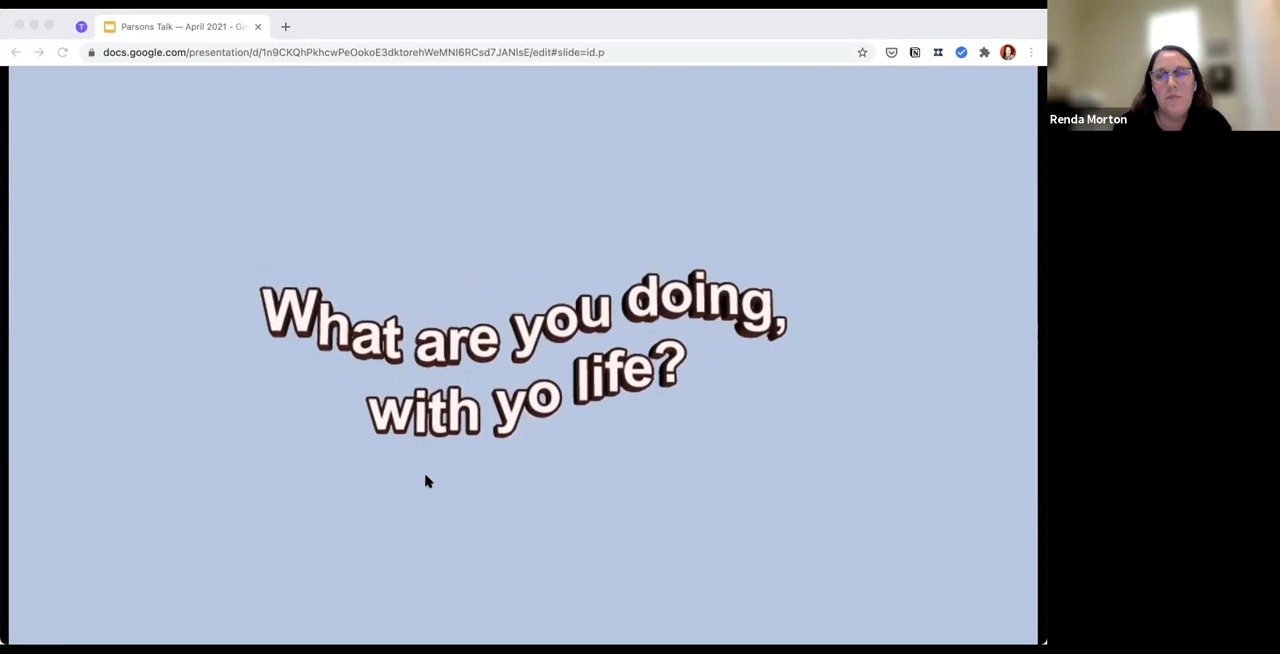 Parsons Talk — April 2021 - Go
docs.google.com/presentation/d/1n9CKQhPkhcwPeOokoE3dktorehWeMNI6RCsd7JANlsE/edit#slide=id.p
Renda Morton
What are you doing,
with yo life?